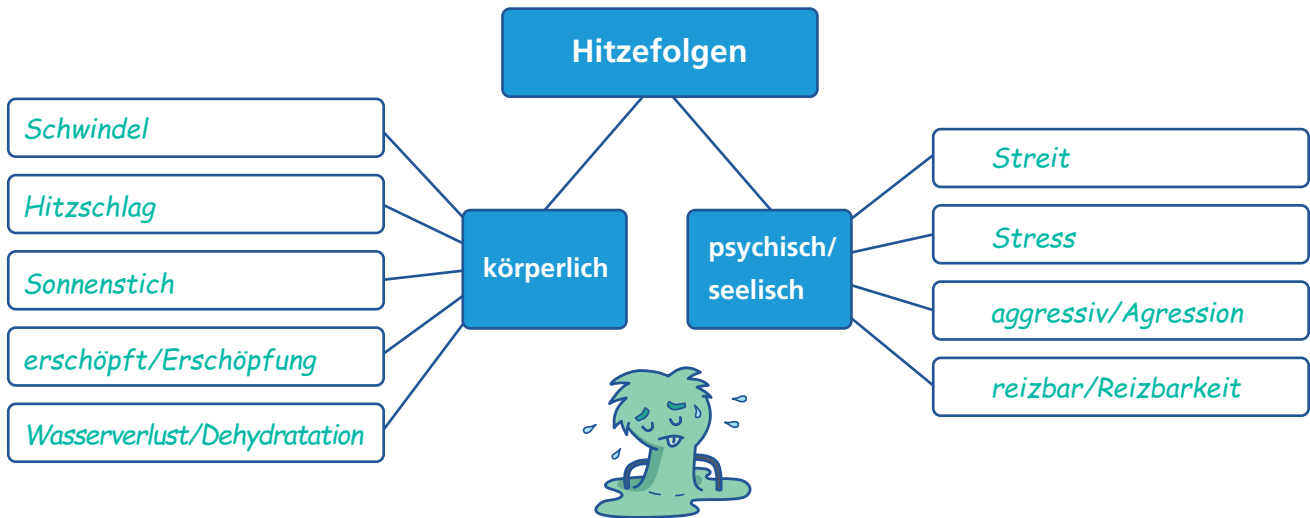 Hitzefolgen
Schwindel
Hitzschlag
Sonnenstich
erschöpft/Erschöpfung
Wasserverlust/Dehydratation
körperlich
psychisch/
seelisch
Streit
Stress
aggressiv/Agression
reizbar/Reizbarkeit